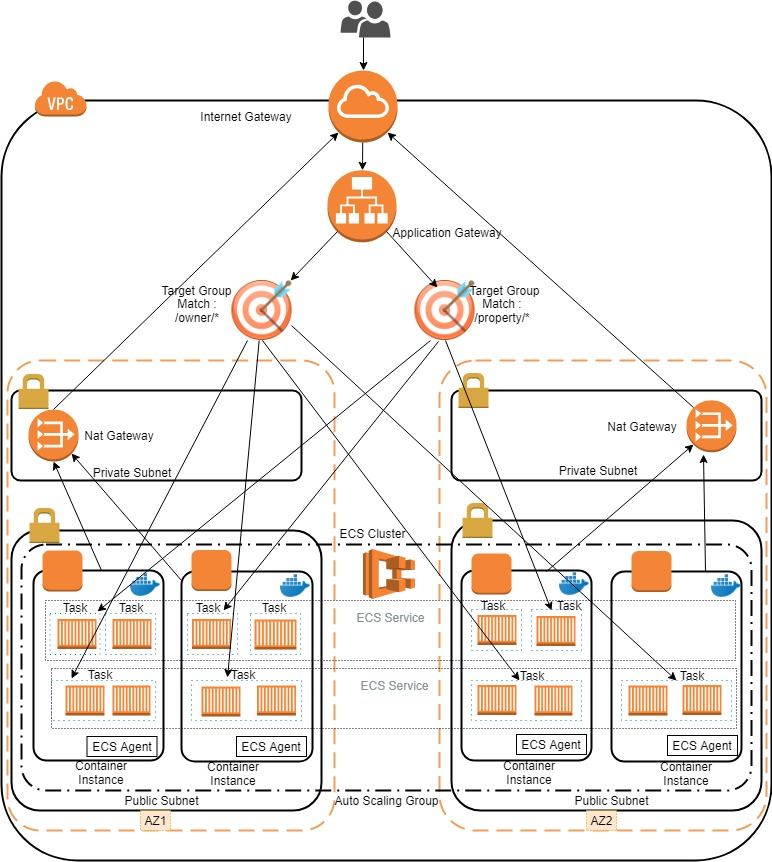 VPC
Internet Gateway
Application Gateway
Target Group
Match :
/owner/*
Target Group
Match :
/property/*
Nat Gateway
Private Subnet
Nat Gateway
Private Subnet
ECS Cluster
Task
Task
Task
Task
Task
Task
ECS Service
Task
Task
Task
Task
ECS Service
ECS Agent
ECS Agent
ECS Agent
ECS Agent
Container
Instance
Container
Instance
Container
Instance
Container
Instance
Public Subnet
Auto Scaling Group
Public Subnet
AZ1
AZ2